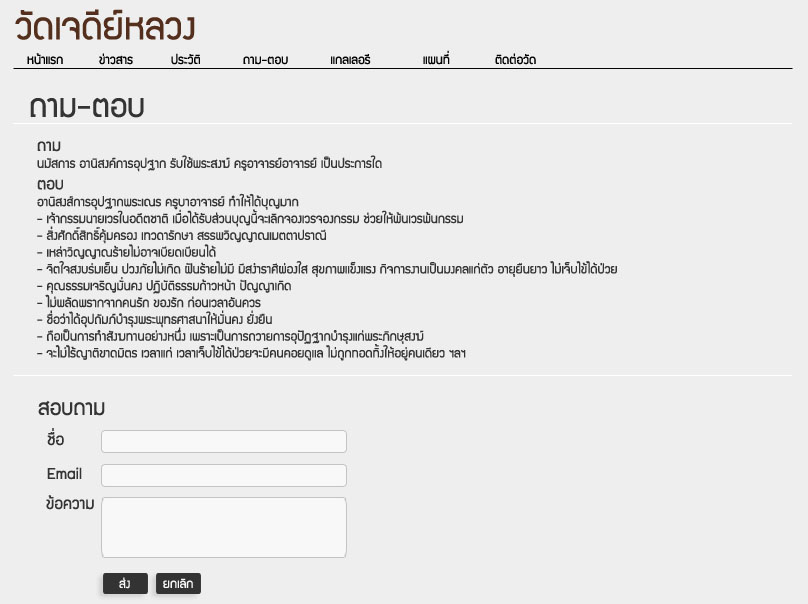 วัดเจดีย์หลวง
หน้าแรก ข่าวสาร ประวัติ ถาม-ตอบ แกลเลอรี แผนที่ ติดต่อวัด
ถาม-ตอบ
ถาม
นมัสการ อานิสงค์การอุปฐาก รับใช้พระสงฆ์ ครูอาจารย์อาจารย์ เป็นประการใด
ตอบ
อานิสงส์การอุปฐากพระเณร ครูบาอาจารย์ ทำให้ได้บุญมาก
- เจ้ากรรมนายเวรในอดีตชาติ เมื่อได้รับส่วนบุญนี้จะเลิกจองเวรจองกรรม ช่วยให้พ้นเวรพ้นกรรม
- สิ่งศักดิ์สิทธิ์คุ้มครอง เทวดารักษา สรรพวิญญาณเมตตาปราณี
- เหล่าวิญญาณร้ายไม่อาจเบียดเบียนได้
- จิตใจสงบร่มเย็น ปวงภัยไม่เกิด ฝันร้ายไม่มี มีสง่าราศีผ่องใส สุขภาพแข็งแรง กิจการงานเป็นมงคลแก่ตัว อายุยืนยาว ไม่เจ็บไข้ได้ป่วย
- คุณธรรมเจริญมั่นคง ปฏิบัติธรรมก้าวหน้า ปัญญาเกิด
- ไม่พลัดพรากจากคนรัก ของรัก ก่อนเวลาอันควร
- ชื่อว่าได้อุปถัมภ์บำรุงพระพุทธศาสนาให้มั่นคง ยั่งยืน
- ถือเป็นการทำสังฆทานอย่างหนึ่ง เพราะเป็นการถวายการอุปัฏฐากบำรุงแก่พระภิกษุสงฆ์
- จะไม่ไร้ญาติขาดมิตร เวลาแก่ เวลาเจ็บไข้ได้ป่วยจะมีคนคอยดูแล ไม่ถูกทอดทิ้งให้อยู่คนเดียว ฯลฯ
สอบถาม
ชื่อ
Email
ข้อความ
ส่ง ยกเลิก